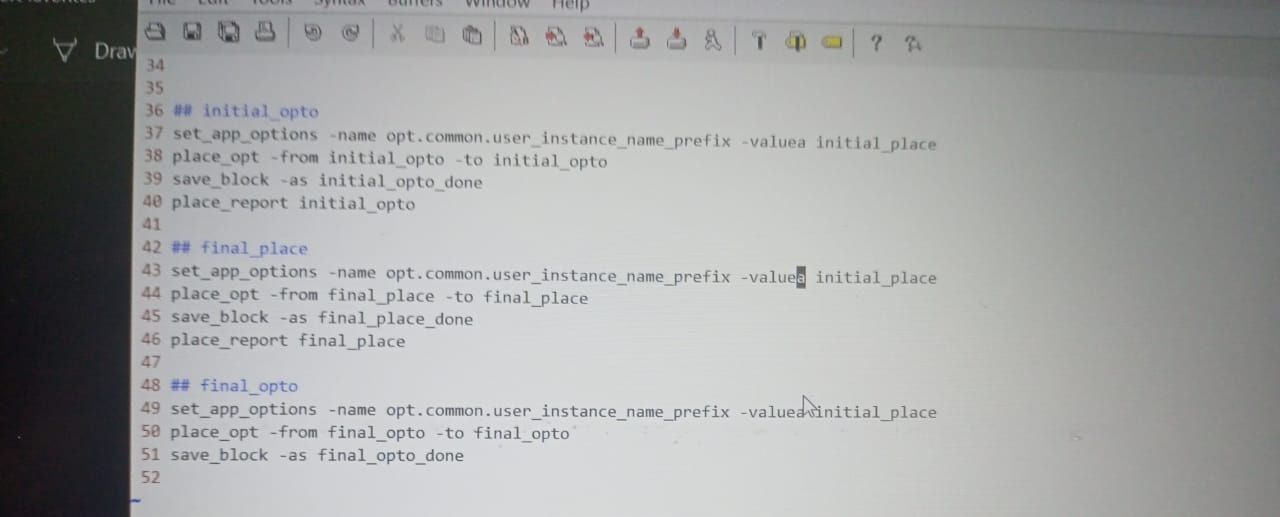 Edit Tools Syntax Buffers Window Help
Draw
34
35
36 ## initial_opto
37 set_app_options -name opt.common.user_instance_name_prefix -valuea initial_place
38 place_opt -from initial_opto -to initial_opto
39 save_block -as initial_opto_done
40 place_report initial_opto
41
42 ## final_place
43 set_app_options -name opt.common.user_instance_name_prefix -valuea initial_place
44 place_opt -from final_place -to final_place
45 save_block -as final_place_done
46 place_report final_place
47
48 ## final_opto
49 set_app_options -name opt.common.user_instance_name_prefix -valuea initial_place
50 place_opt -from final_opto -to final_opto
51 save_block -as final_opto_done
52
~